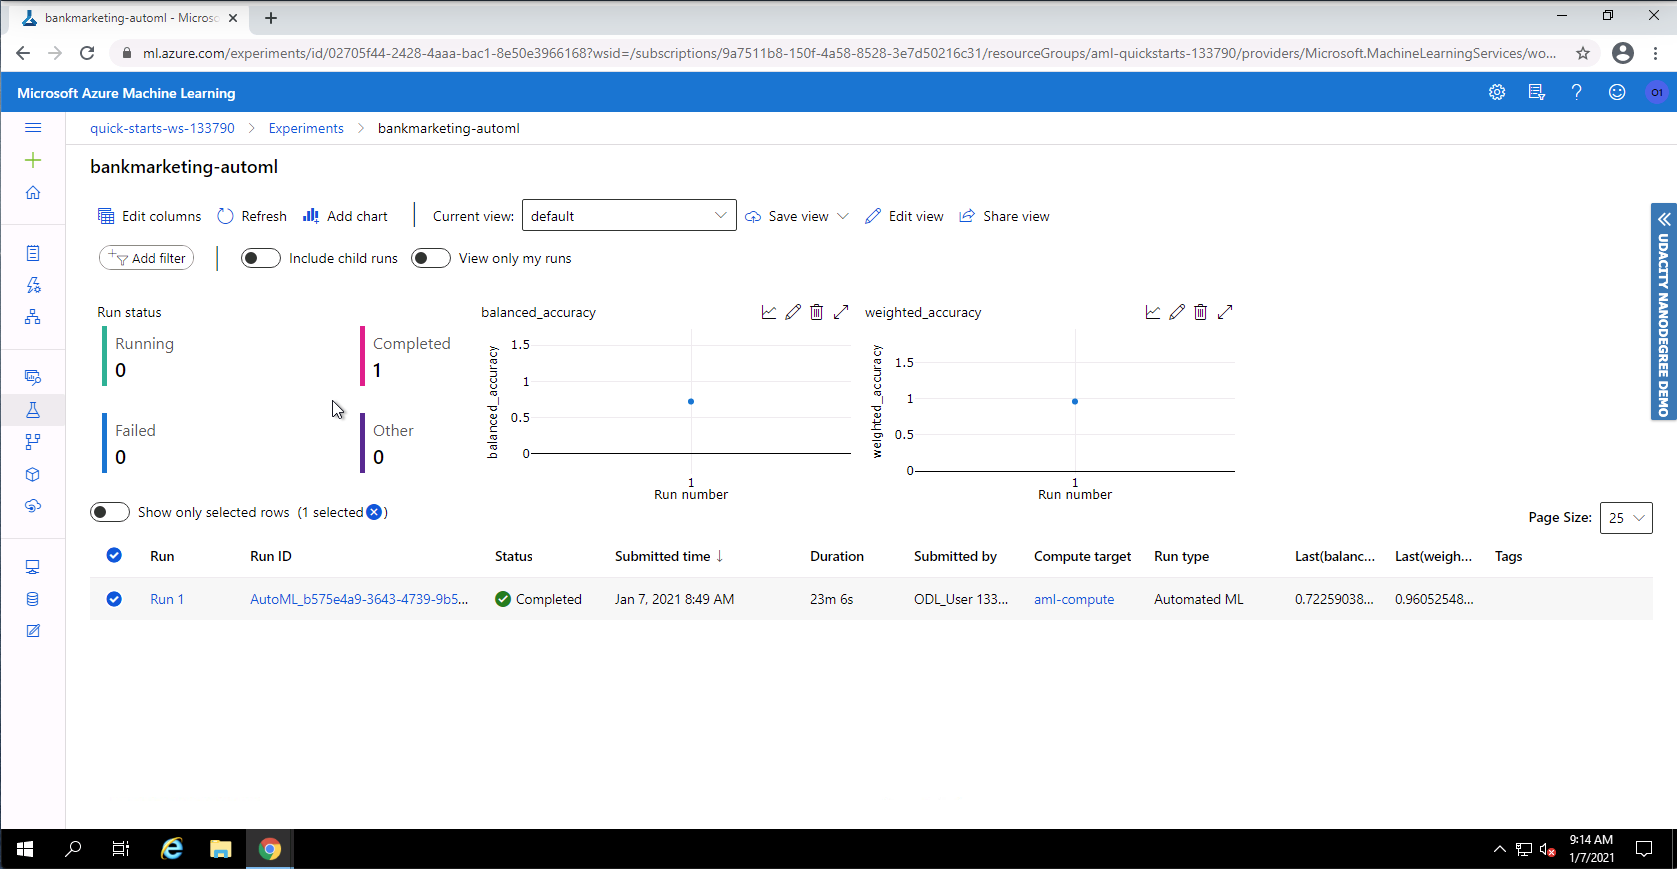 bankmarketing-automl - Micros
ml.azure.com/experiments/id/02705f44-2428-4aaa-bac1-8e50e3966168?wsid=/subscriptions/9a7511b8-150f-4a58-8528-3e7d50216c31/resourceGroups/aml-quickstarts-133790/providers/Microsoft.MachineLearningServices/wo...
Microsoft Azure Machine Learning
O1
quick-starts-ws-133790 > Experiments > bankmarketing-automl
bankmarketing-automl
Edit columns Refresh Add chart Current view: default Save view Edit view Share view
Add filter Include child runs View only my runs
UDACITY NANODEGREE DEMO
Run status
Running
0
Completed
1
Failed
0
Other
0
balanced_accuracy
balanced_accuracy
1.5
1
0.5
0
1
Run number
weighted_accuracy
weighted_accuracy
1.5
1
0.5
0
1
Run number
Show only selected rows (1 selected )
Page Size: 25
Run Run ID Status Submitted time ↓ Duration Submitted by Compute target Run type Last(balanc... Last(weigh... Tags
Run 1 AutoML_b575e4a9-3643-4739-9b5... Completed Jan 7, 2021 8:49 AM 23m 6s ODL_User 133... aml-compute Automated ML 0.72259038... 0.96052548...
9:14 AM
1/7/2021